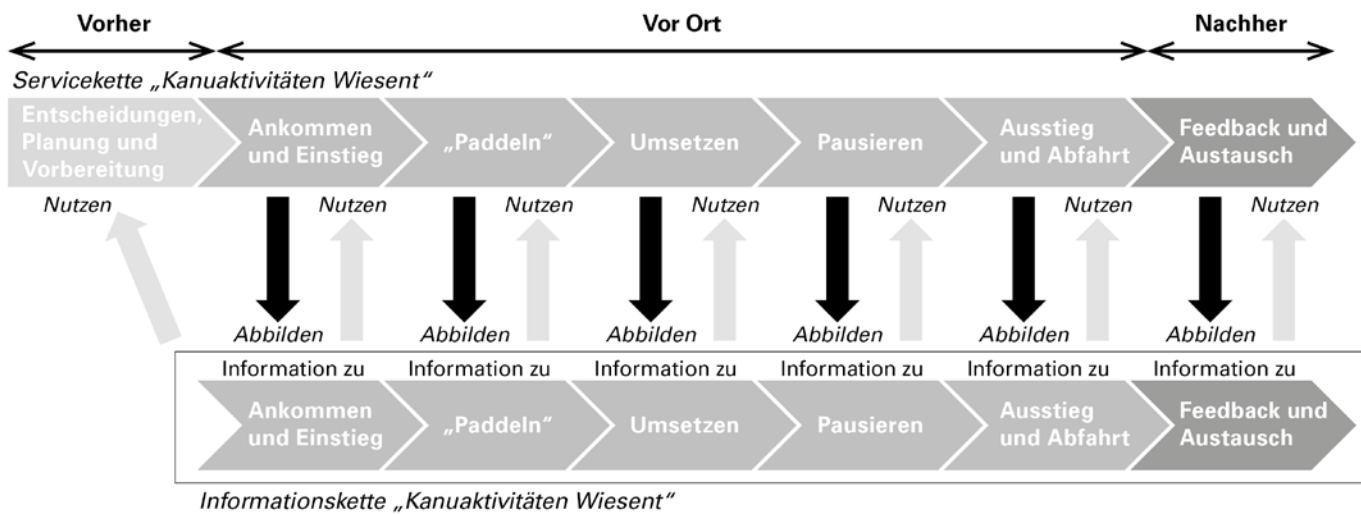 Vorher
Vor Ort
Nachher
Servicekette „Kanuaktivitäten Wiesent“
Entscheidungen,
Planung und
Vorbereitung
Ankommen
und Einstieg
„Paddeln“
Umsetzen
Pausieren
Ausstieg
und Abfahrt
Feedback und
Austausch
Nutzen
Nutzen
Nutzen
Nutzen
Nutzen
Nutzen
Nutzen
Abbilden
Abbilden
Abbilden
Abbilden
Abbilden
Abbilden
Information zu
Information zu
Information zu
Information zu
Information zu
Information zu
Ankommen
und Einstieg
„Paddeln“
Umsetzen
Pausieren
Ausstieg
und Abfahrt
Feedback und
Austausch
Informationskette „Kanuaktivitäten Wiesent“